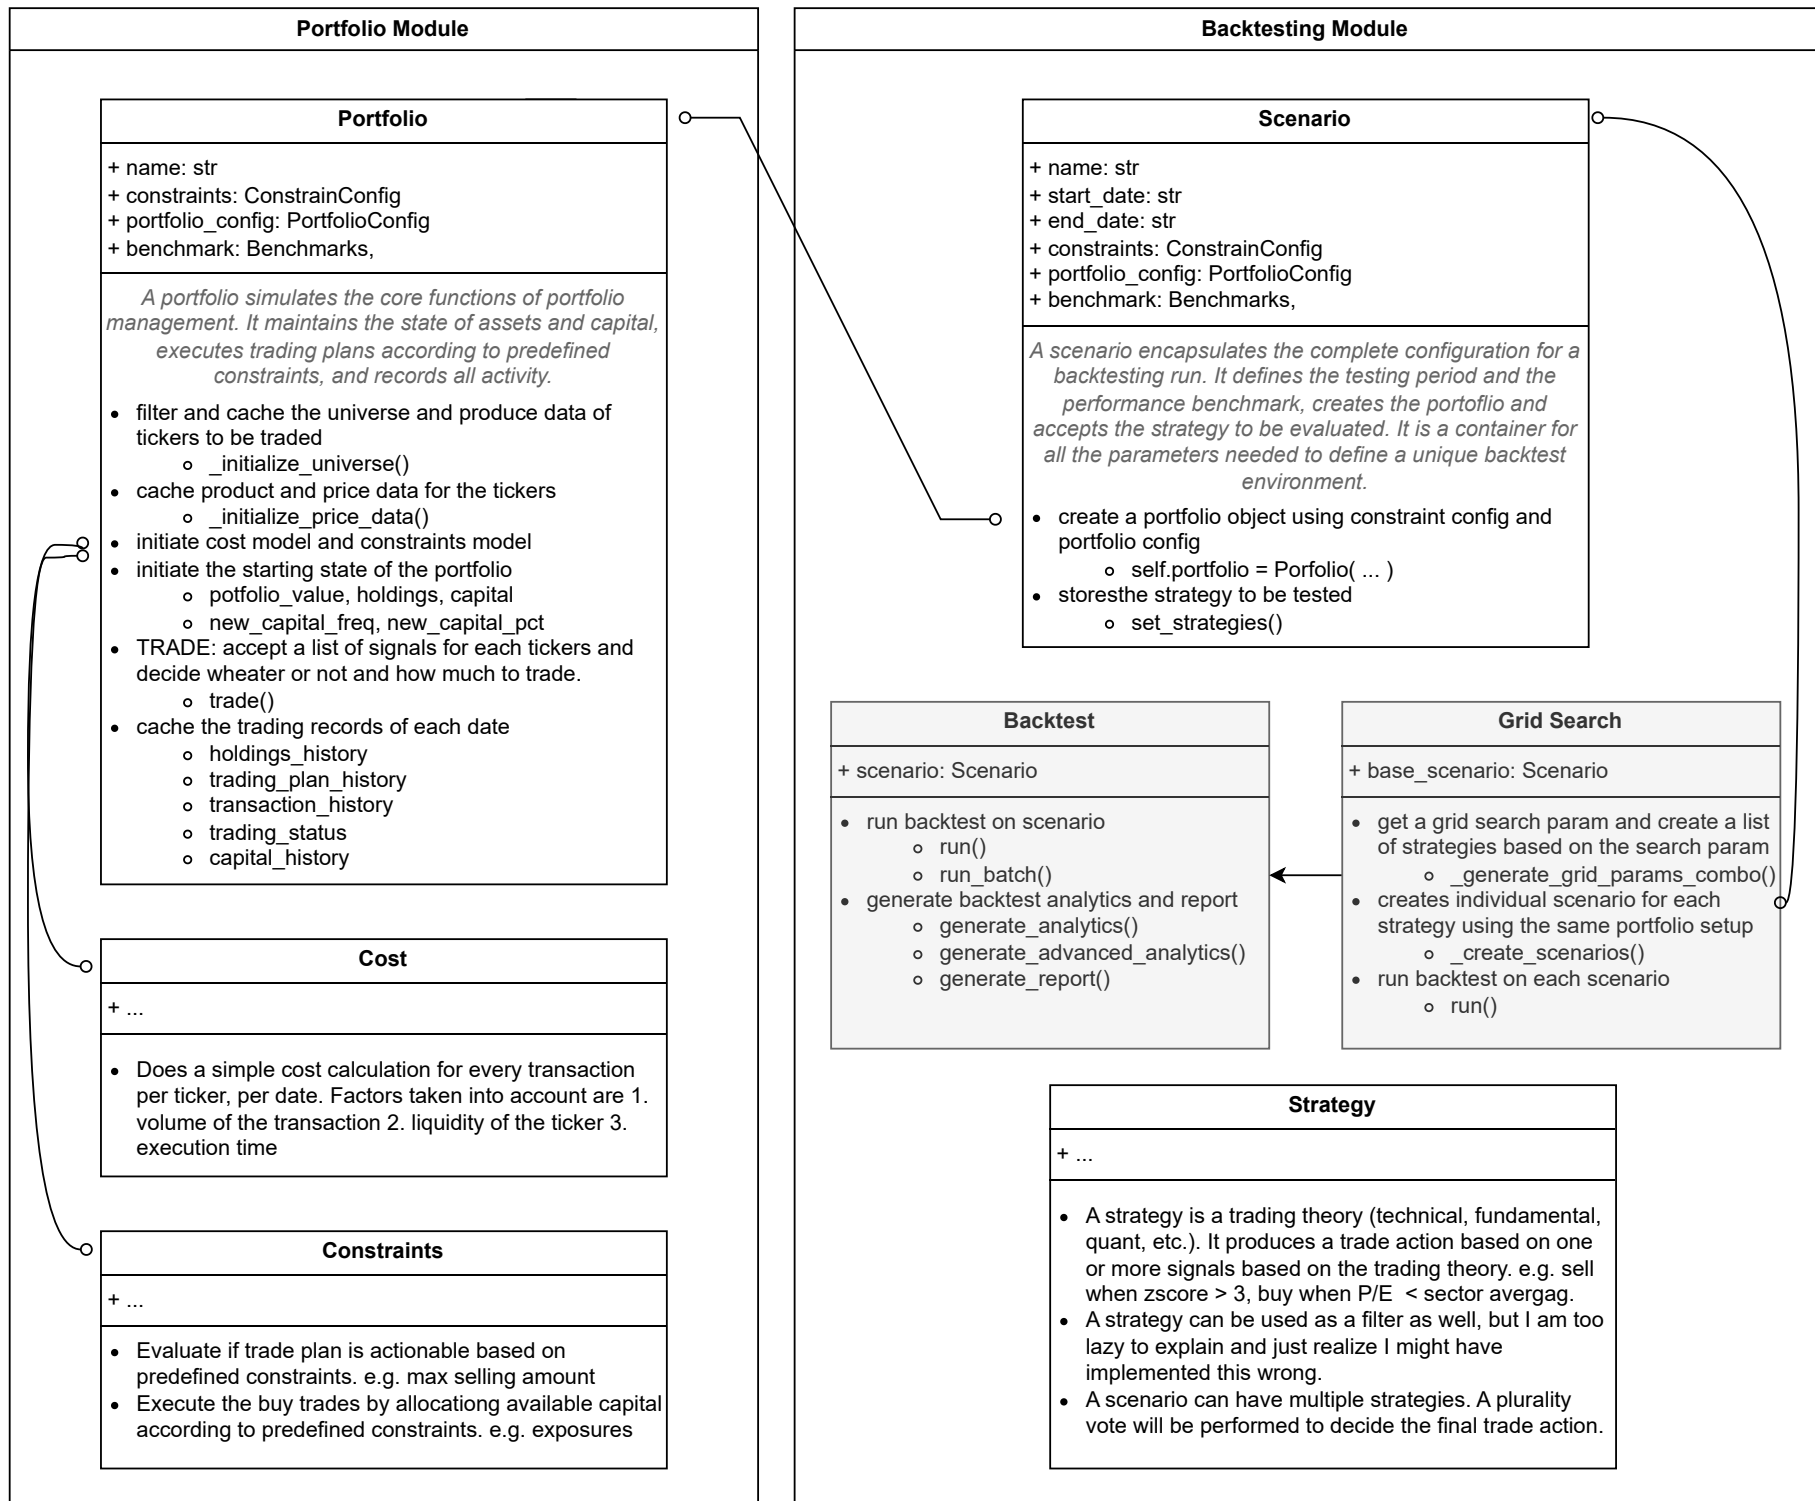 Portfolio Module
Portfolio
+ name: str
+ constraints: ConstrainConfig
+ portfolio_config: PortfolioConfig
+ benchmark: Benchmarks,
A portfolio simulates the core functions of portfolio
management. It maintains the state of assets and capital,
executes trading plans according to predefined
constraints, and records all activity.
filter and cache the universe and produce data of
tickers to be traded
_initialize_universe()
cache product and price data for the tickers
_initialize_price_data()
initiate cost model and constraints model
initiate the starting state of the portfolio
potfolio_value, holdings, capital
new_capital_freq, new_capital_pct
TRADE: accept a list of signals for each tickers and
decide wheater or not and how much to trade.
trade()
cache the trading records of each date
holdings_history
trading_plan_history
transaction_history
trading_status
capital_history
Cost
+ ...
Does a simple cost calculation for every transaction
per ticker, per date. Factors taken into account are 1.
volume of the transaction 2. liquidity of the ticker 3.
execution time
Constraints
+ ...
Evaluate if trade plan is actionable based on
predefined constraints. e.g. max selling amount
Execute the buy trades by allocationg available capital
according to predefined constraints. e.g. exposures
Backtesting Module
Scenario
+ name: str
+ start_date: str
+ end_date: str
+ constraints: ConstrainConfig
+ portfolio_config: PortfolioConfig
+ benchmark: Benchmarks,
A scenario encapsulates the complete configuration for a
backtesting run. It defines the testing period and the
performance benchmark, creates the portoflio and
accepts the strategy to be evaluated. It is a container for
all the parameters needed to define a unique backtest
environment.
create a portfolio object using constraint config and
portfolio config
self.portfolio = Porfolio( ... )
storesthe strategy to be tested
set_strategies()
Backtest
+ scenario: Scenario
run backtest on scenario
run()
run_batch()
generate backtest analytics and report
generate_analytics()
generate_advanced_analytics()
generate_report()
Grid Search
+ base_scenario: Scenario
get a grid search param and create a list
of strategies based on the search param
_generate_grid_params_combo()
creates individual scenario for each
strategy using the same portfolio setup
_create_scenarios()
run backtest on each scenario
run()
Strategy
+ ...
A strategy is a trading theory (technical, fundamental,
quant, etc.). It produces a trade action based on one
or more signals based on the trading theory. e.g. sell
when zscore > 3, buy when P/E < sector avergag.
A strategy can be used as a filter as well, but I am too
lazy to explain and just realize I might have
implemented this wrong.
A scenario can have multiple strategies. A plurality
vote will be performed to decide the final trade action.